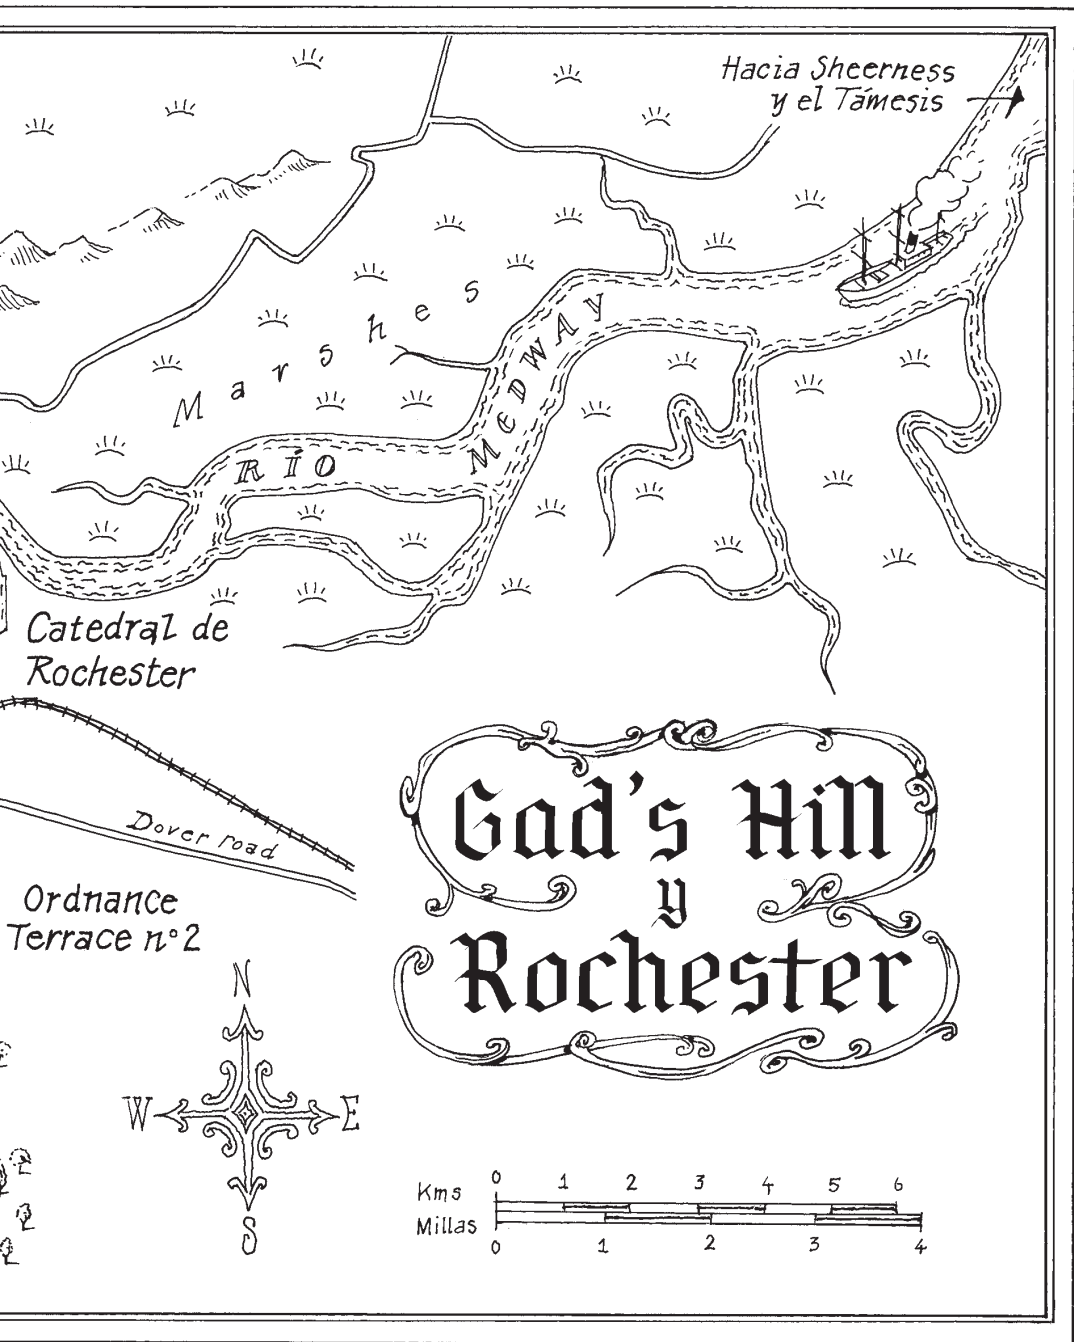 Hacia Sheerness
y el Támesis
Marshes
RÍO MEDWAY
Catedral de
Rochester
Dover road
Ordnance
Terrace nº 2
Gad's Hill
y
Rochester
N
W E
S
0 1 2 3 4 5 6
Kms
Millas
0 1 2 3 4